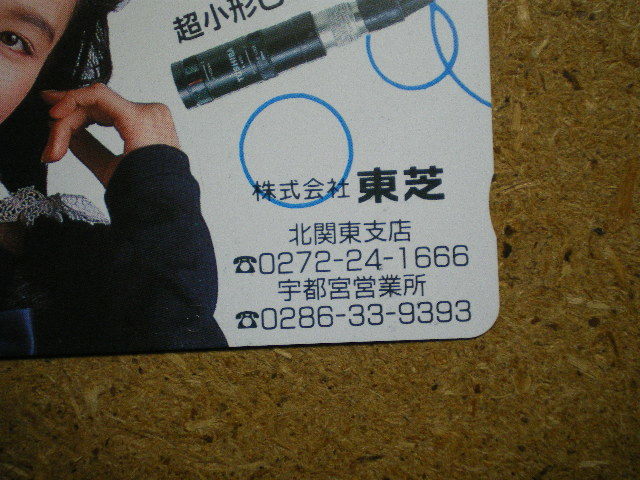 超小形
TOSHIBA
株式会社 東芝
北関東支店
☎0272-24-1666
宇都宮営業所
☎0286-33-9393